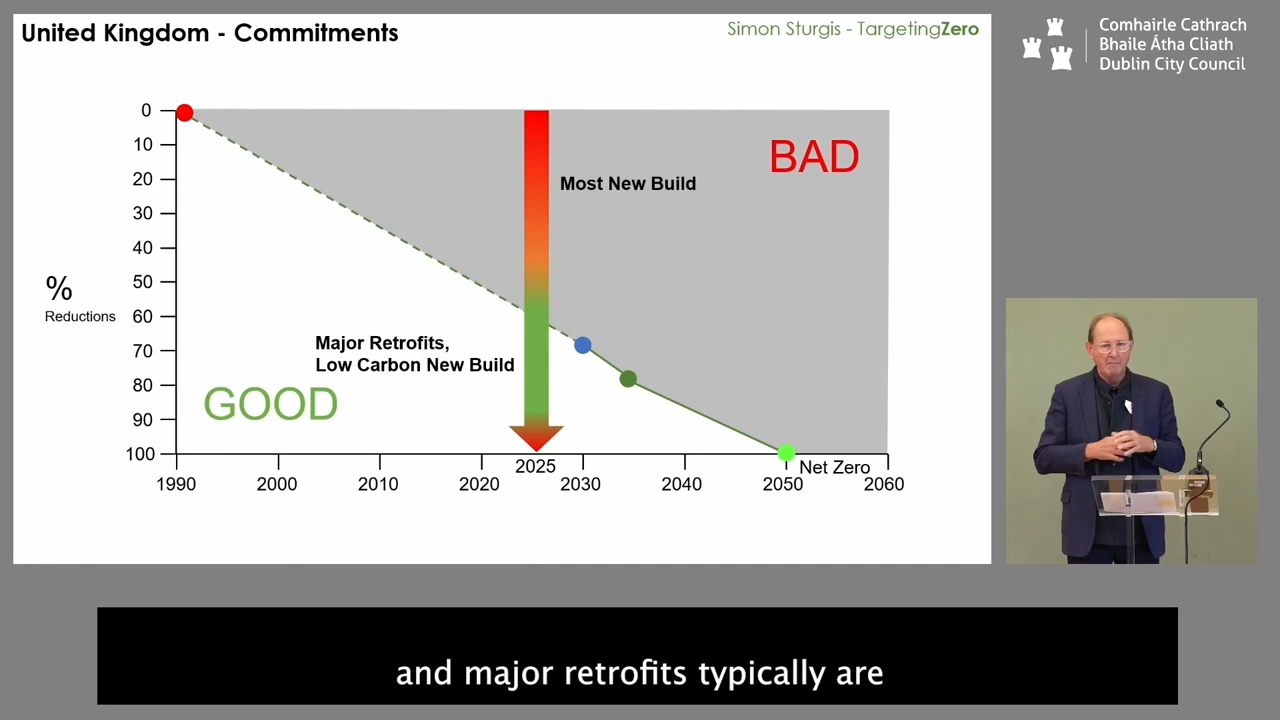 United Kingdom - Commitments
Simon Sturgis - TargetingZero
Comhairle Cathrach
Bhaile Átha Cliath
Dublin City Council
0
10
20
30
40
50
60
70
80
90
100
%
Reductions
BAD
Most New Build
Major Retrofits,
Low Carbon New Build
GOOD
2025
Net Zero
1990
2000
2010
2020
2030
2040
2050
2060
and major retrofits typically are